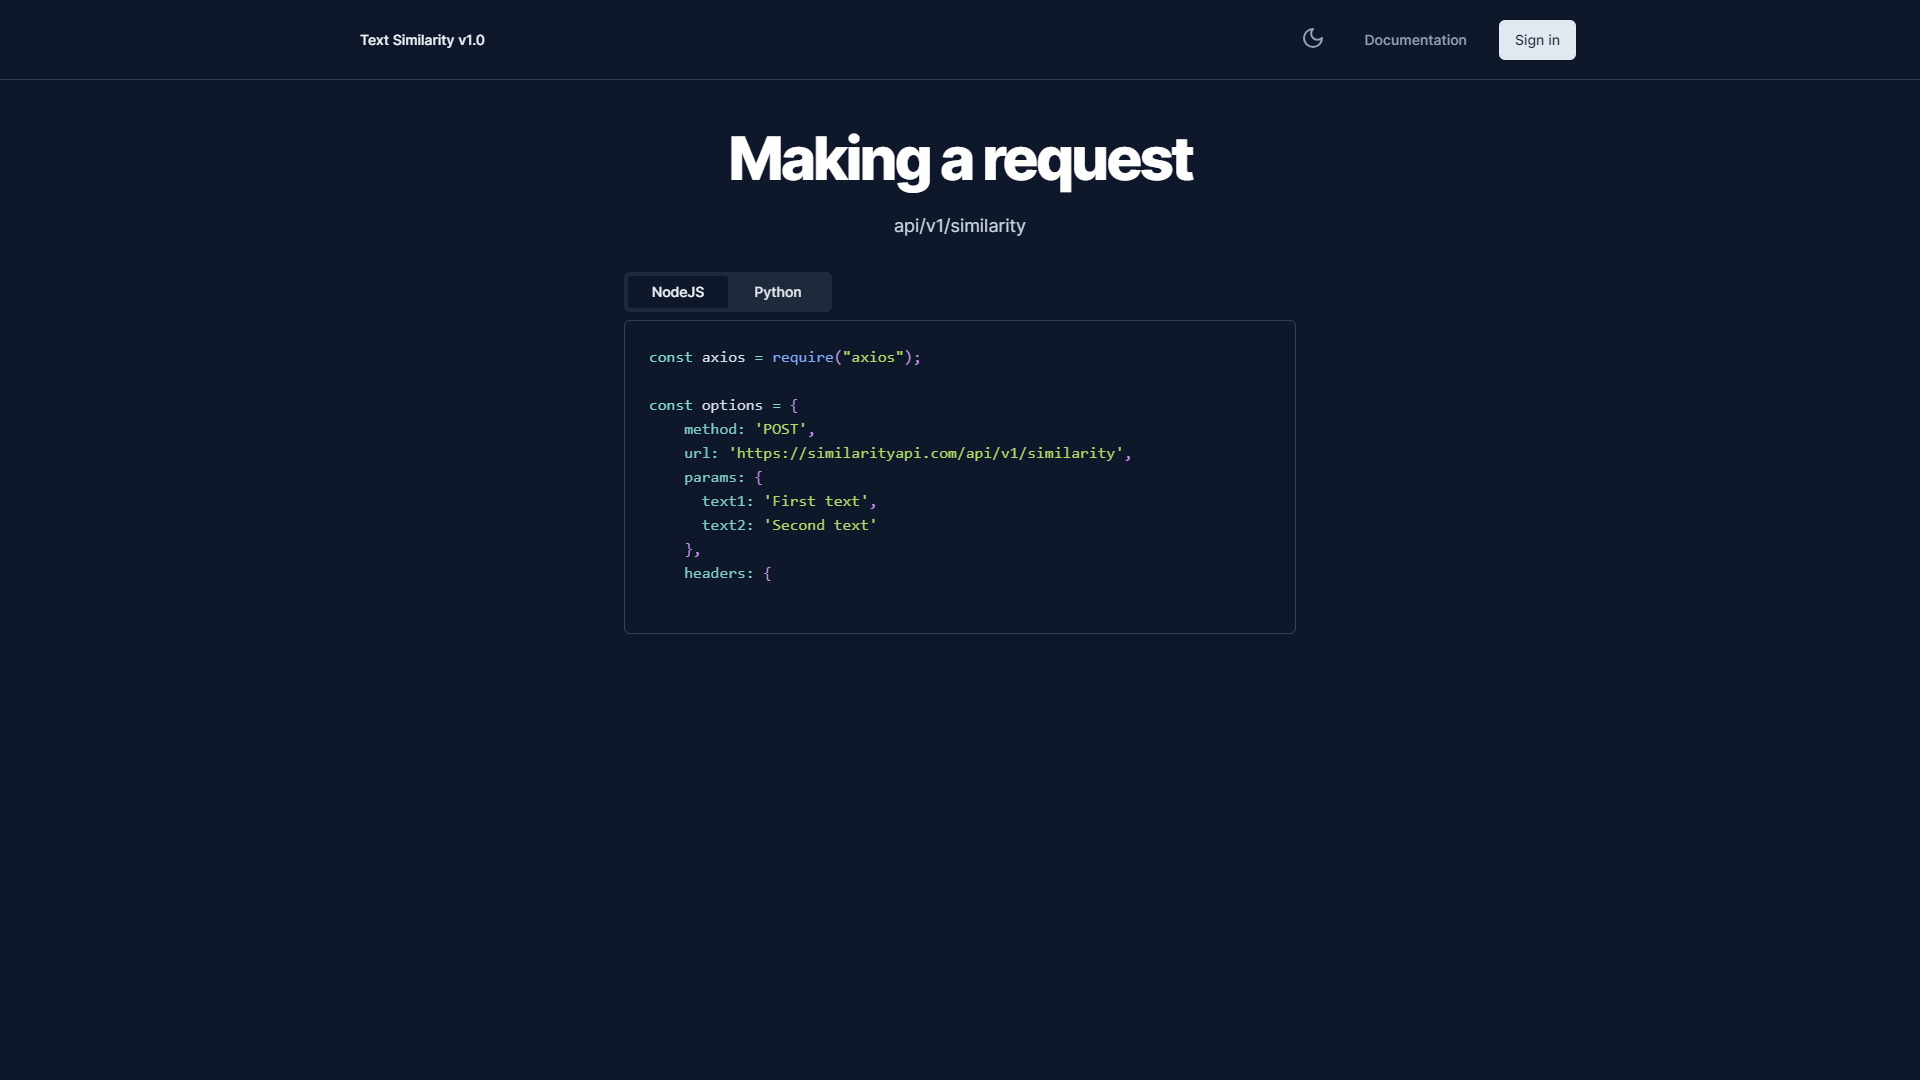 Text Similarity v1.0
Documentation
Sign in
Making a request
api/v1/similarity
NodeJS
Python
const axios = require("axios");
const options = {
    method: 'POST',
    url: 'https://similarityapi.com/api/v1/similarity',
    params: {
      text1: 'First text',
      text2: 'Second text'
    },
    headers: {